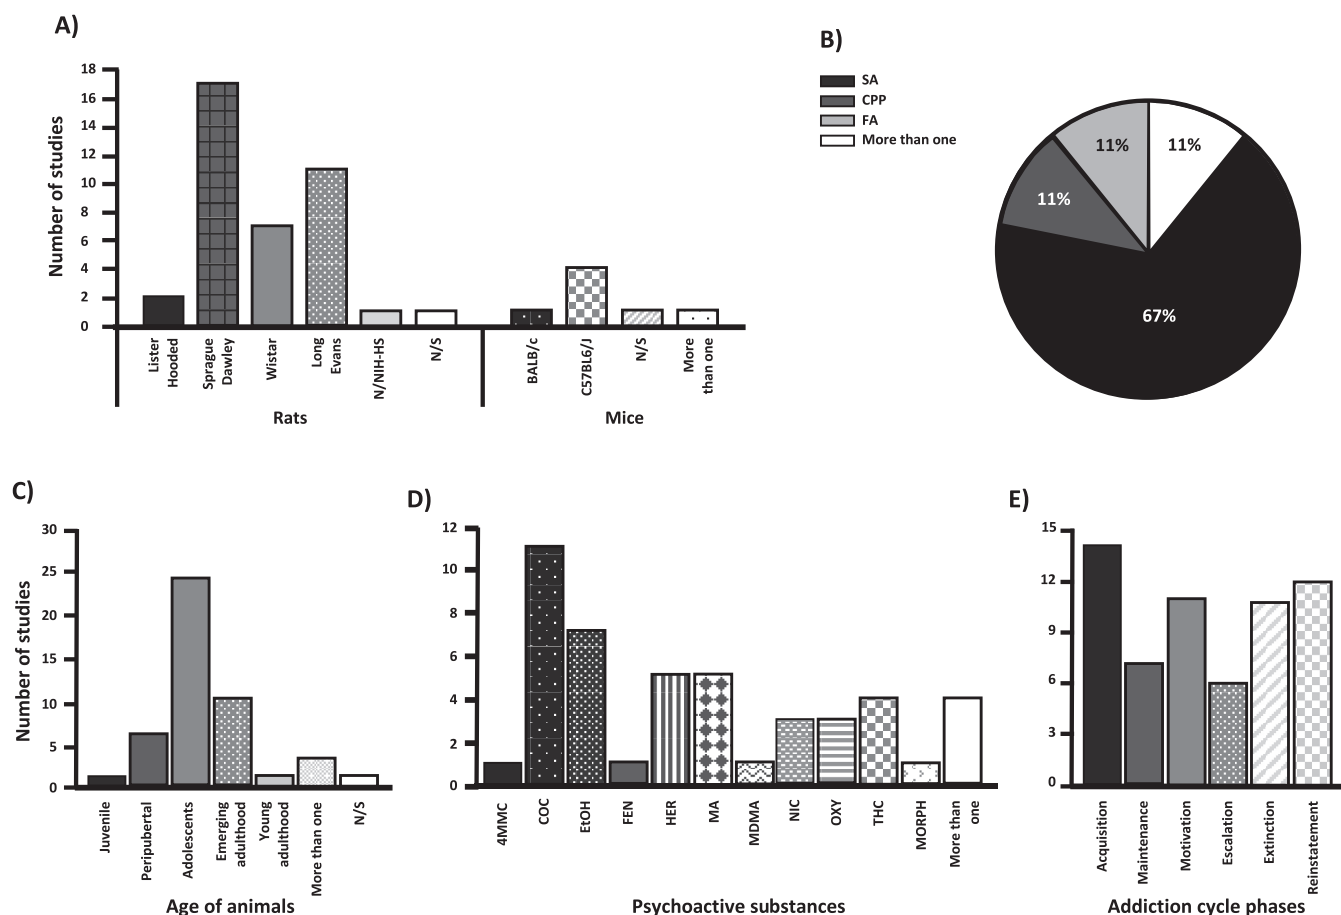 A)
18
16
14
12
10
8
6
4
2
0
Number of studies
Lister
Hooded
Sprague
Dawley
Wistar
Long
Evans
N/NIH-HS
N/S
BALB/c
C57BL6/J
N/S
More
than one
Rats
Mice
B)
SA
CPP
FA
More than one
11%
11%
11%
67%
C)
30
25
20
15
10
5
0
Number of studies
Juvenile
Peripubertal
Adolescents
Emerging
adulthood
Young
adulthood
More than one
N/S
Age of animals
D)
12
10
8
6
4
2
0
4MMC
COC
EtOH
FEN
HER
MA
MDMA
NIC
OXY
THC
MORPH
More than
one
Psychoactive substances
E)
15
12
9
6
3
0
Acquisition
Maintenance
Motivation
Escalation
Extinction
Reinstatement
Addiction cycle phases